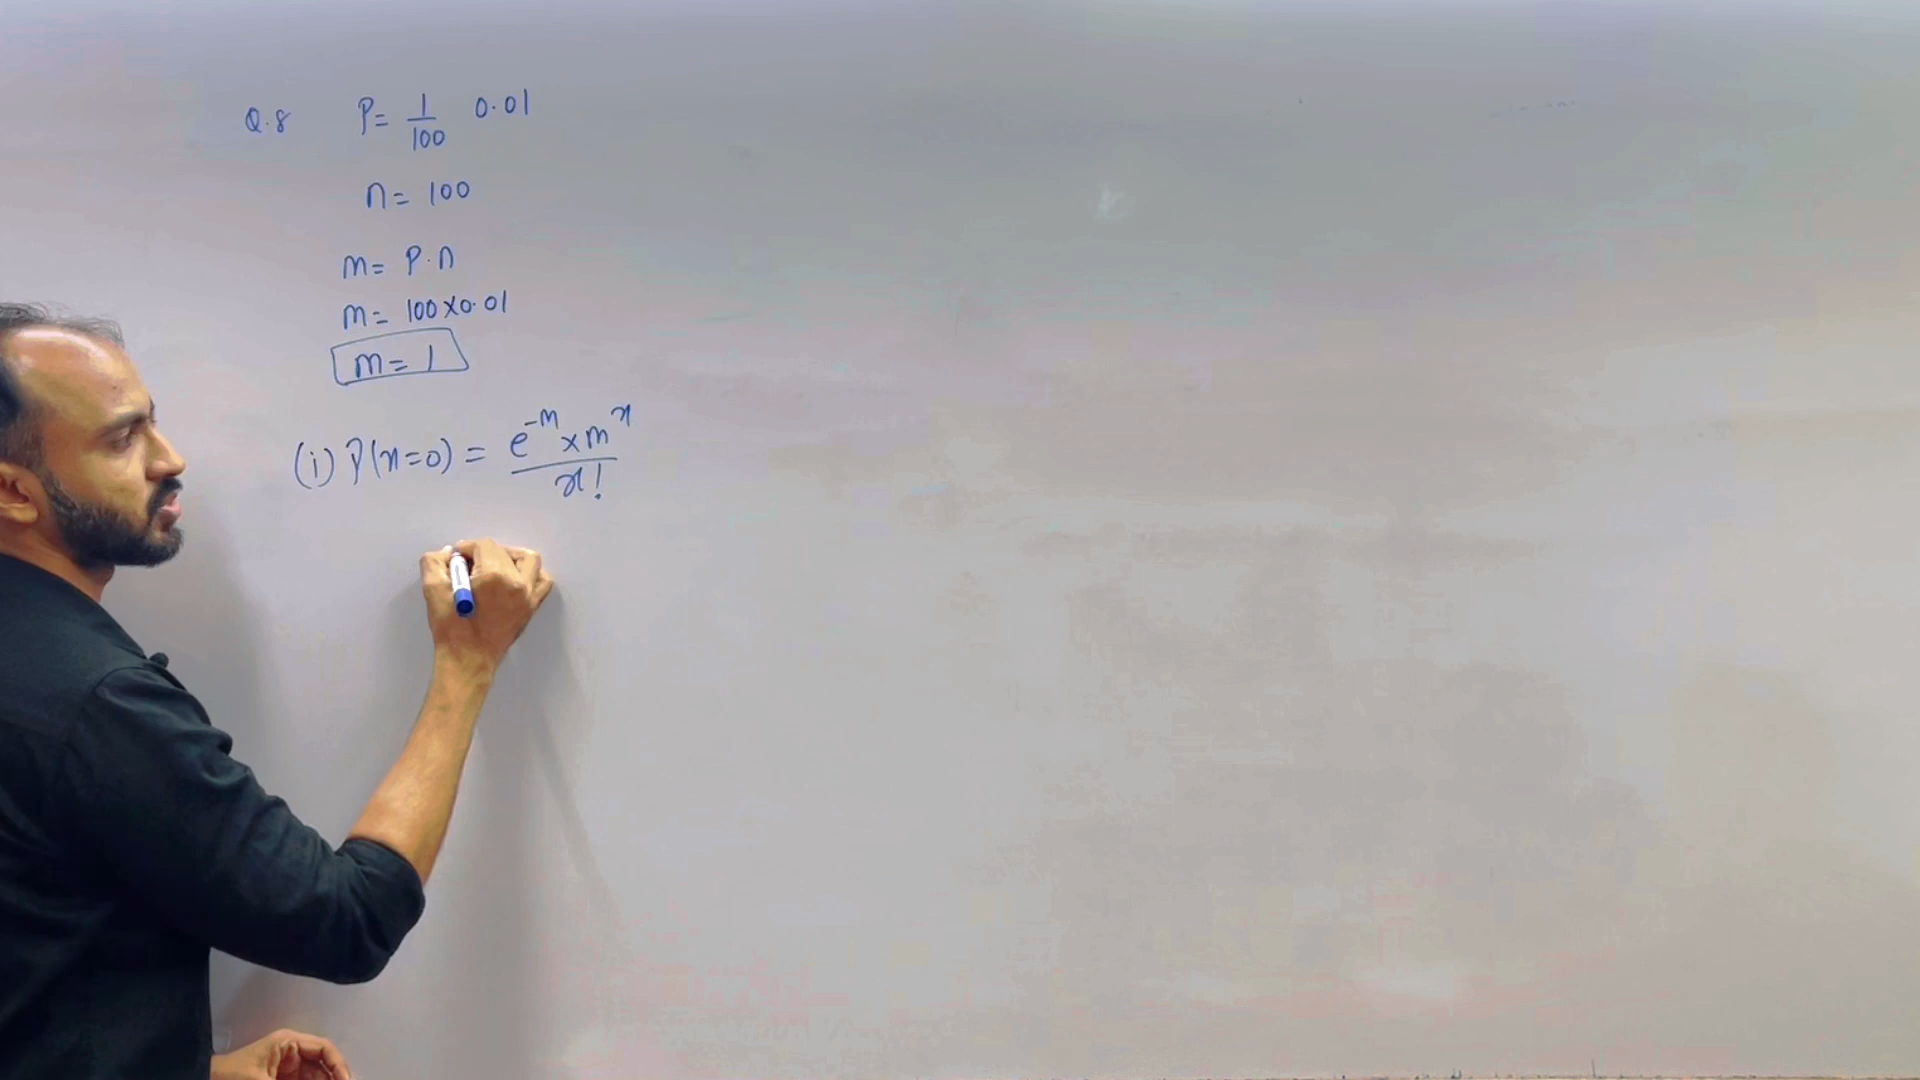 Q.8 P = 1/100 0.01
n = 100
m = P.n
m = 100 x 0.01
m = 1
(i) P(x=0) = e^-m x m^x / x!